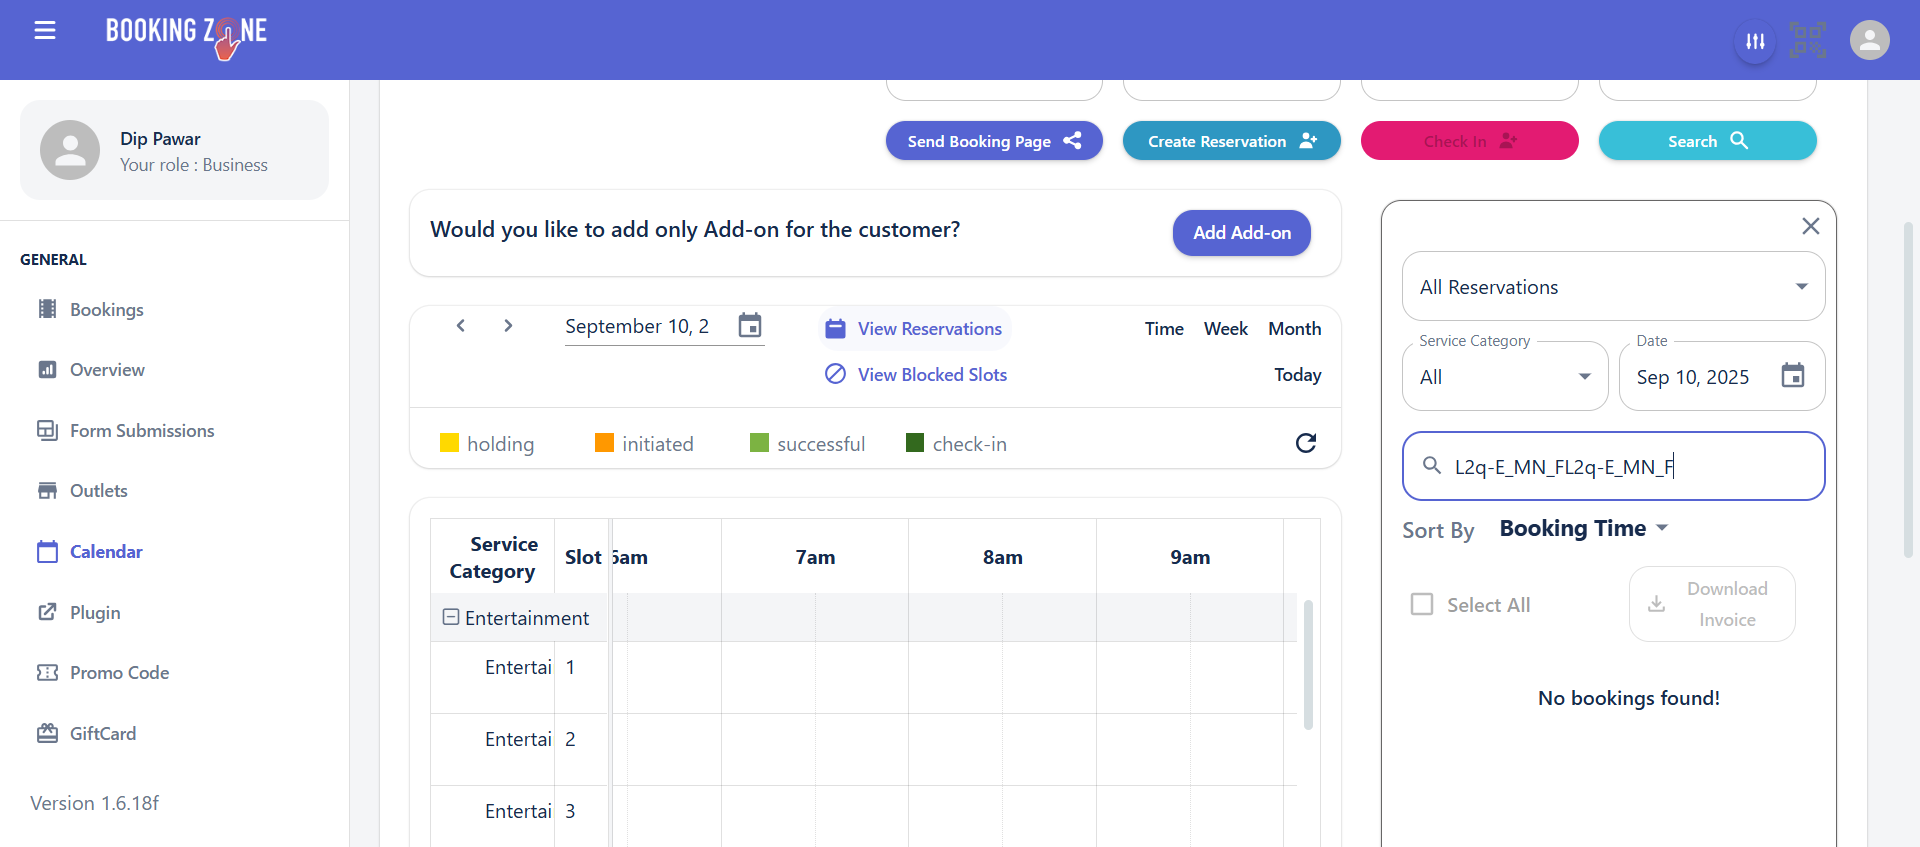 BOOKING ZONE
Dip Pawar
Your role : Business
GENERAL
Bookings
Overview
Form Submissions
Outlets
Calendar
Plugin
Promo Code
GiftCard
Version 1.6.18f
Send Booking Page
Create Reservation
Check In
Search
Would you like to add only Add-on for the customer?
Add Add-on
September 10, 2
View Reservations
View Blocked Slots
Time Week Month
Today
holding initiated successful check-in
Service
Category
Slot
6am 7am 8am 9am
Entertainment
Entertai 1
Entertai 2
Entertai 3
All Reservations
Service Category
All
Date
Sep 10, 2025
L2q-E_MN_FL2q-E_MN_F
Sort By Booking Time
Select All
Download
Invoice
No bookings found!